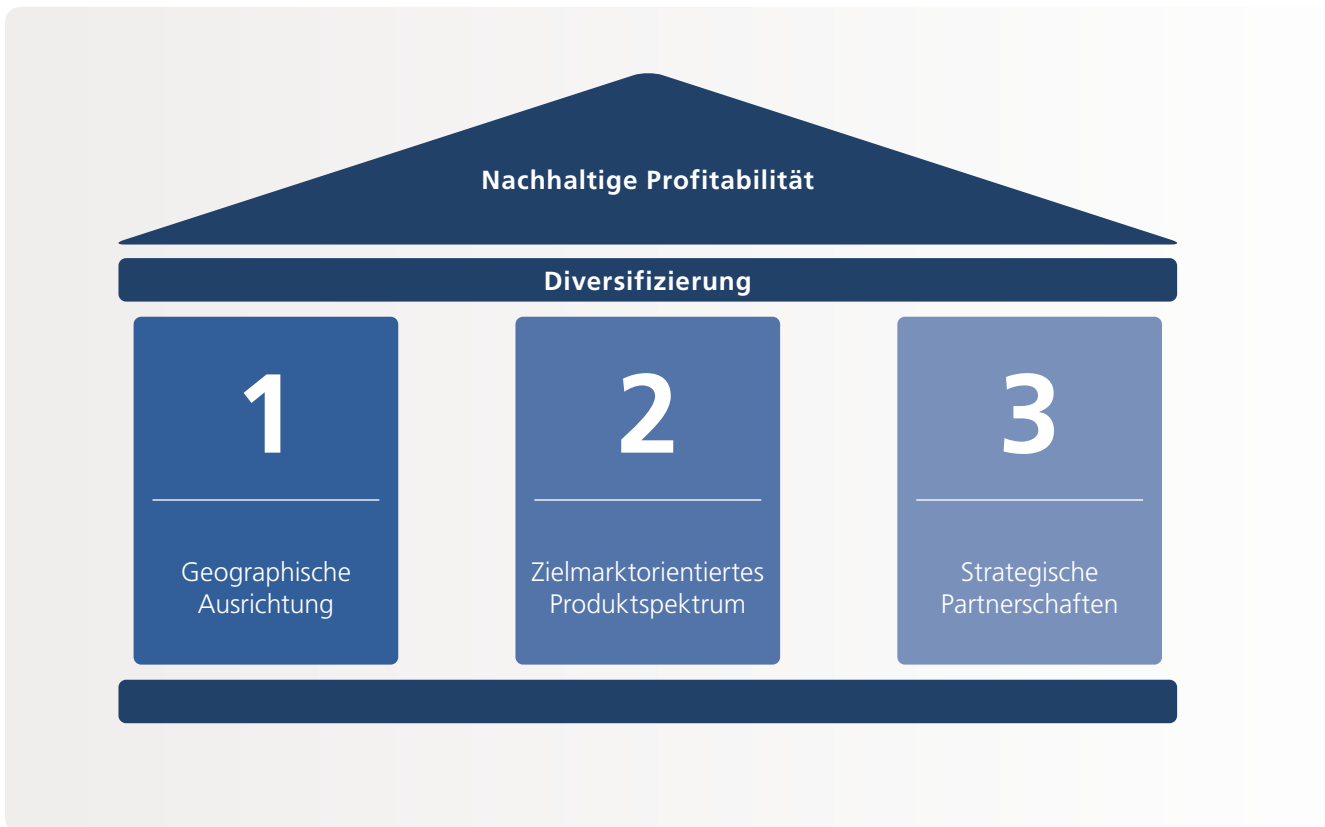 Nachhaltige Profitabilität
Diversifizierung
1
Geographische
Ausrichtung
2
Zielmarktorientiertes
Produktspektrum
3
Strategische
Partnerschaften